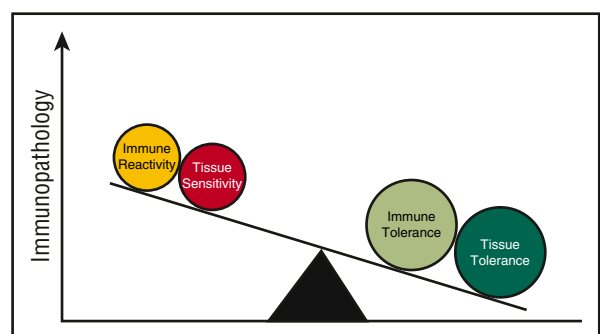 Immunopathology
Immune
Reactivity
Tissue
Sensitivity
Immune
Tolerance
Tissue
Tolerance